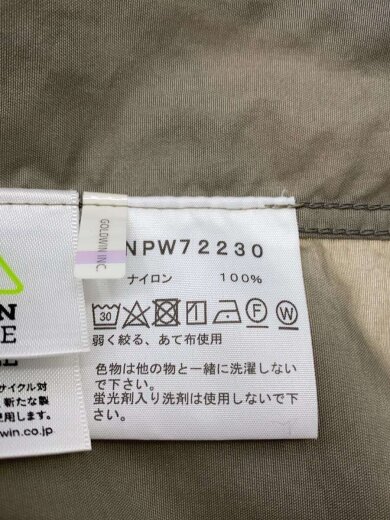 GOLDWIN INC.
NPW72230
ナイロン 100%
30
F
W
弱く絞る、あて布使用
色物は他の物と一緒に洗濯しない
で下さい。
蛍光剤入り洗剤は使用しないで下
さい。
N
E
E
サイクル対
新たな製
使用します。
win.co.jp